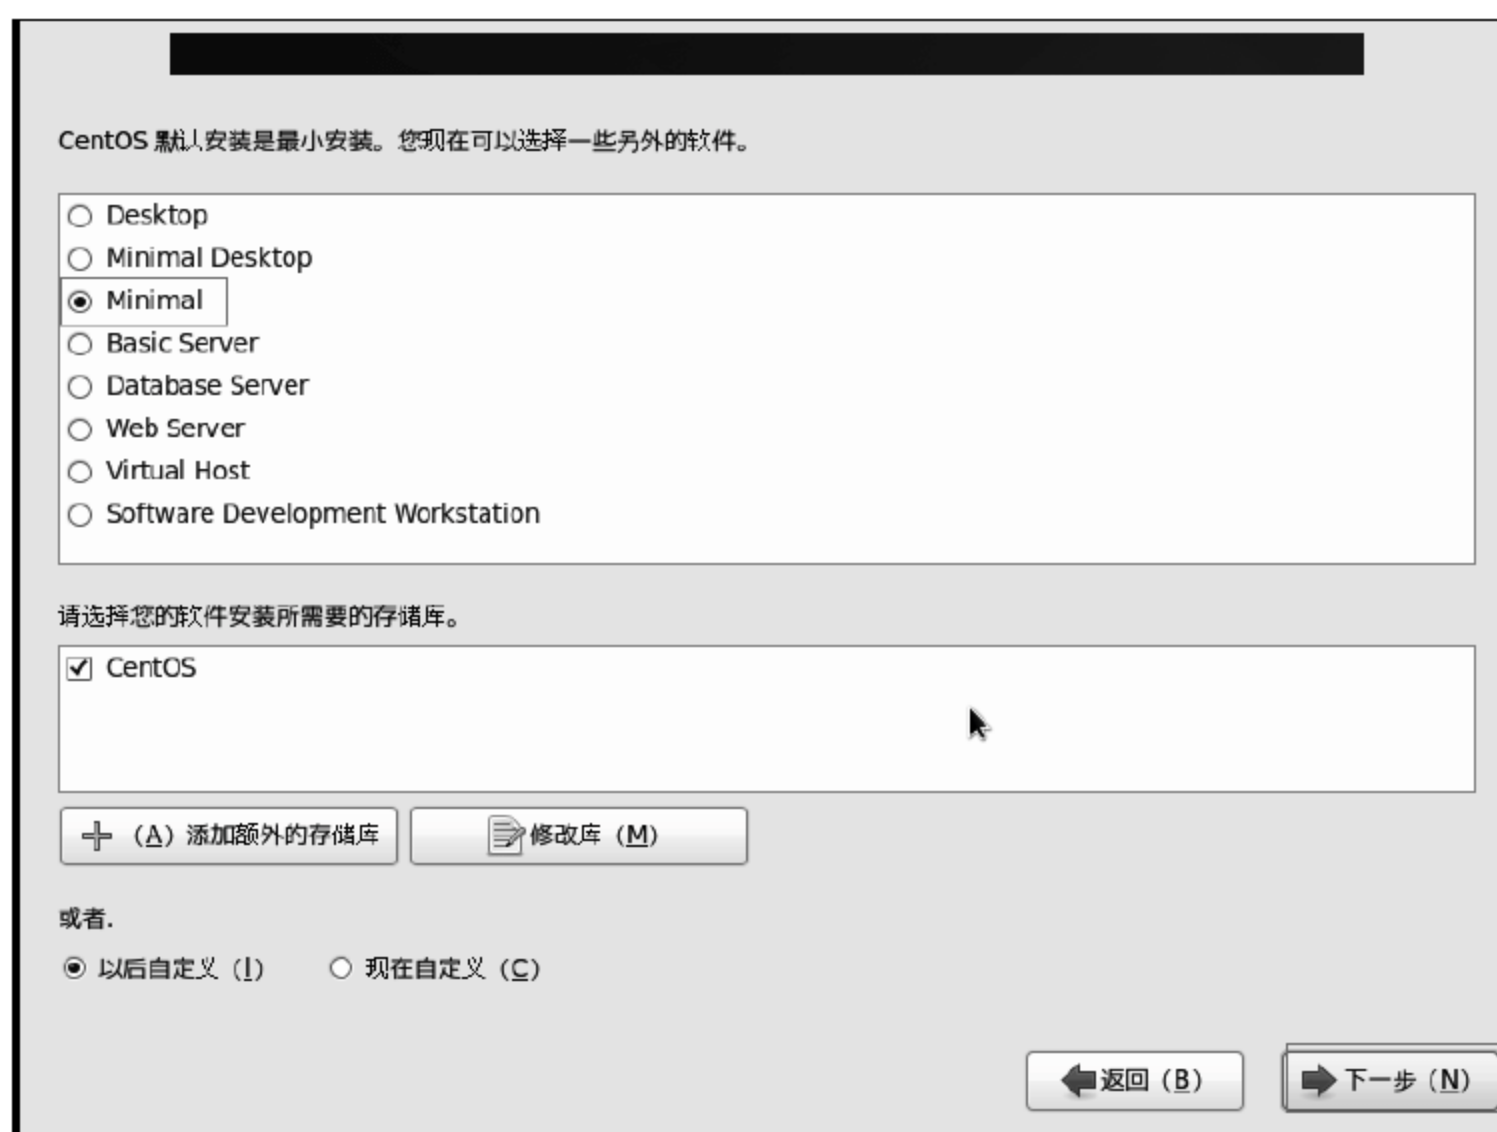 CentOS 默认安装是最小安装。您现在可以选择一些另外的软件。
Desktop
Minimal Desktop
Minimal
Basic Server
Database Server
Web Server
Virtual Host
Software Development Workstation
请选择您的软件安装所需要的存储库。
CentOS
(A) 添加额外的存储库 修改库 (M)
或者.
以后自定义 (I) 现在自定义 (C)
返回 (B) 下一步 (N)